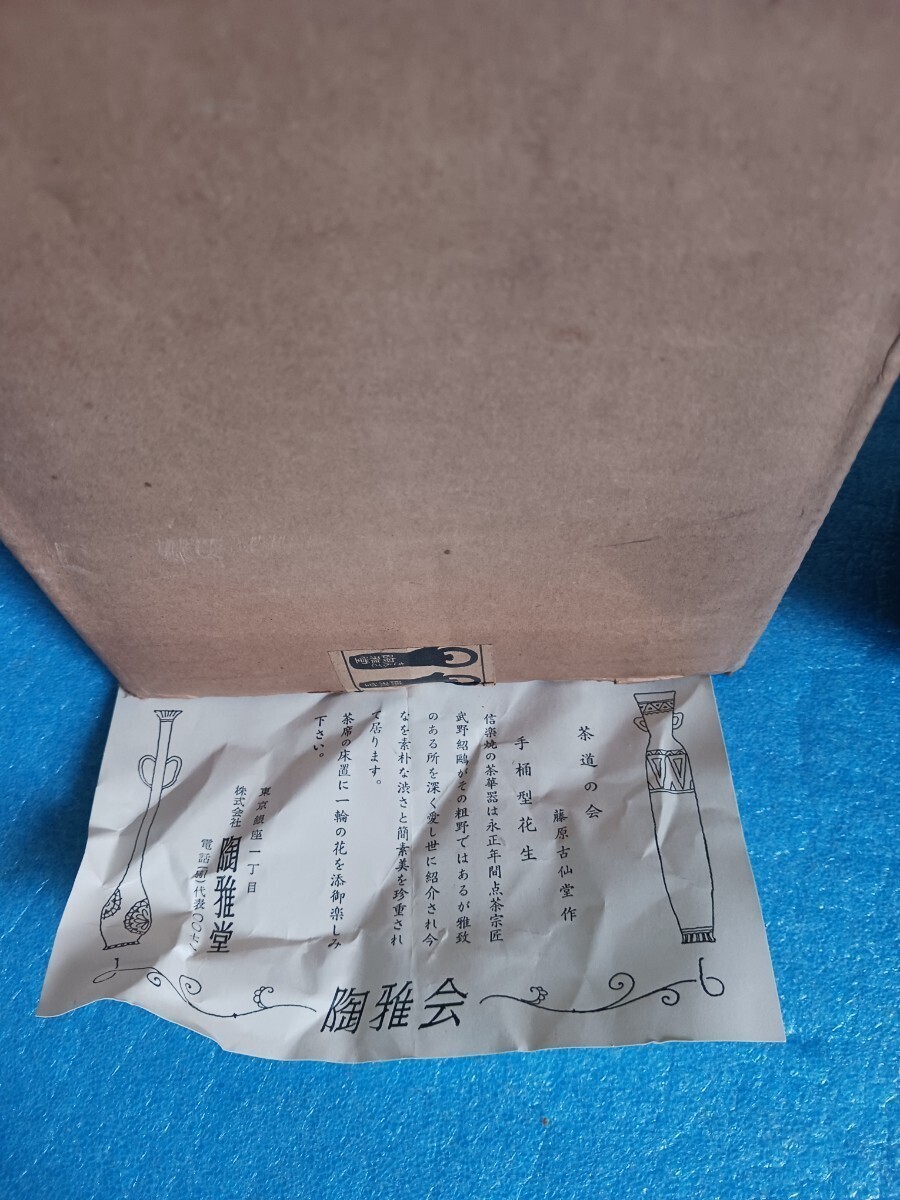 茶道の会
藤原古仙堂 作
手桶型花生
信楽焼の茶華器は永正年間点茶宗匠
武野紹鷗がその粗野ではあるが雅致
のある所を深く愛し世に紹介され今
なを素朴な渋さと簡素美を珍重され
て居ります。
茶席の床置に一輪の花を添御楽しみ
下さい。
東京銀座一丁目
株式会社 陶雅堂
陶雅会